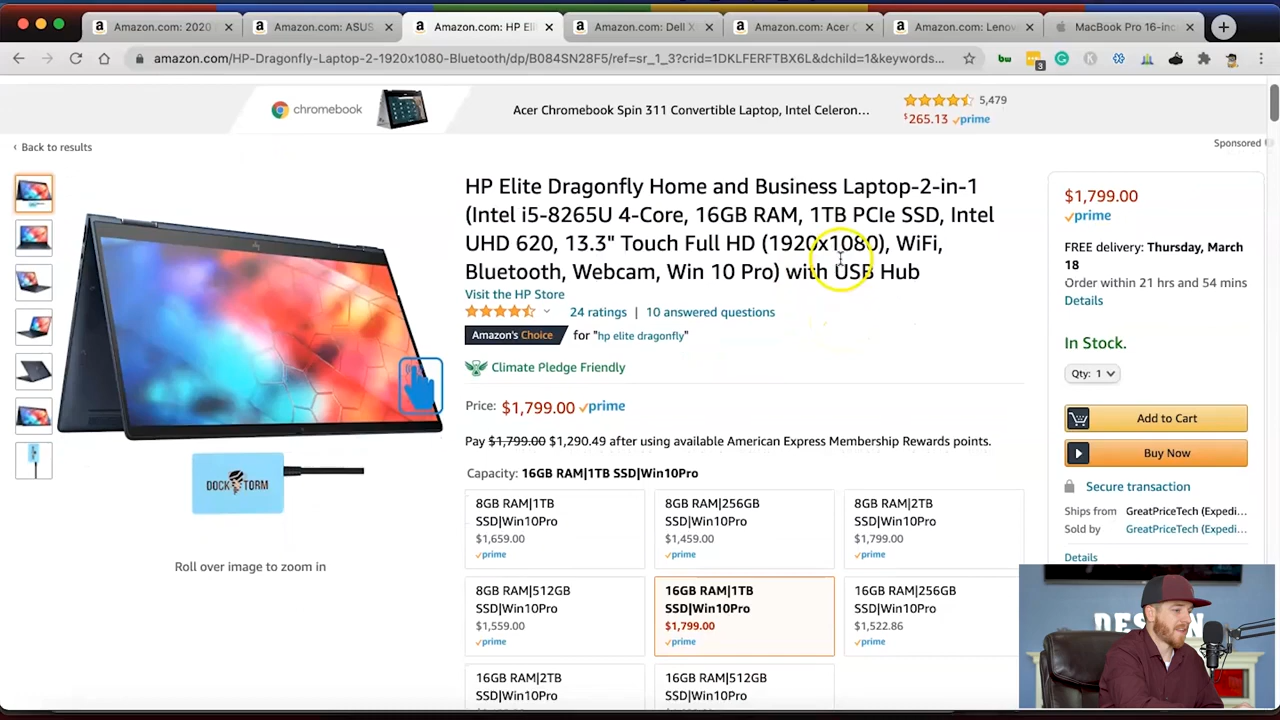 Amazon.com: 2020
Amazon.com: ASUS
Amazon.com: HP Eli
Amazon.com: Dell X
Amazon.com: Acer C
Amazon.com: Lenov
MacBook Pro 16-inc
amazon.com/HP-Dragonfly-Laptop-2-1920x1080-Bluetooth/dp/B084SN28F5/ref=sr_1_3?crid=1DKLFERFTBX6L&dchild=1&keywords...
3
chromebook
Acer Chromebook Spin 311 Convertible Laptop, Intel Celeron...
5,479
$265.13 prime
‹ Back to results
Sponsored
HP Elite Dragonfly Home and Business Laptop-2-in-1
(Intel i5-8265U 4-Core, 16GB RAM, 1TB PCIe SSD, Intel
UHD 620, 13.3" Touch Full HD (1920x1080), WiFi,
Bluetooth, Webcam, Win 10 Pro) with USB Hub
Visit the HP Store
24 ratings | 10 answered questions
Amazon's Choice for "hp elite dragonfly"
Climate Pledge Friendly
Price: $1,799.00 prime
Pay $1,799.00 $1,290.49 after using available American Express Membership Rewards points.
Capacity: 16GB RAM|1TB SSD|Win10Pro
8GB RAM|1TB
SSD|Win10Pro
$1,659.00
prime
8GB RAM|256GB
SSD|Win10Pro
$1,459.00
prime
8GB RAM|2TB
SSD|Win10Pro
$1,799.00
prime
8GB RAM|512GB
SSD|Win10Pro
$1,559.00
prime
16GB RAM|1TB
SSD|Win10Pro
$1,799.00
prime
16GB RAM|256GB
SSD|Win10Pro
$1,522.86
prime
16GB RAM|2TB
SSD|Win10Pro
16GB RAM|512GB
SSD|Win10Pro
DOCK STORM
Roll over image to zoom in
$1,799.00
prime
FREE delivery: Thursday, March
18
Order within 21 hrs and 54 mins
Details
In Stock.
Qty: 1
Add to Cart
Buy Now
Secure transaction
Ships from GreatPriceTech (Expedi...
Sold by GreatPriceTech (Expedi...
Details
DESIGN